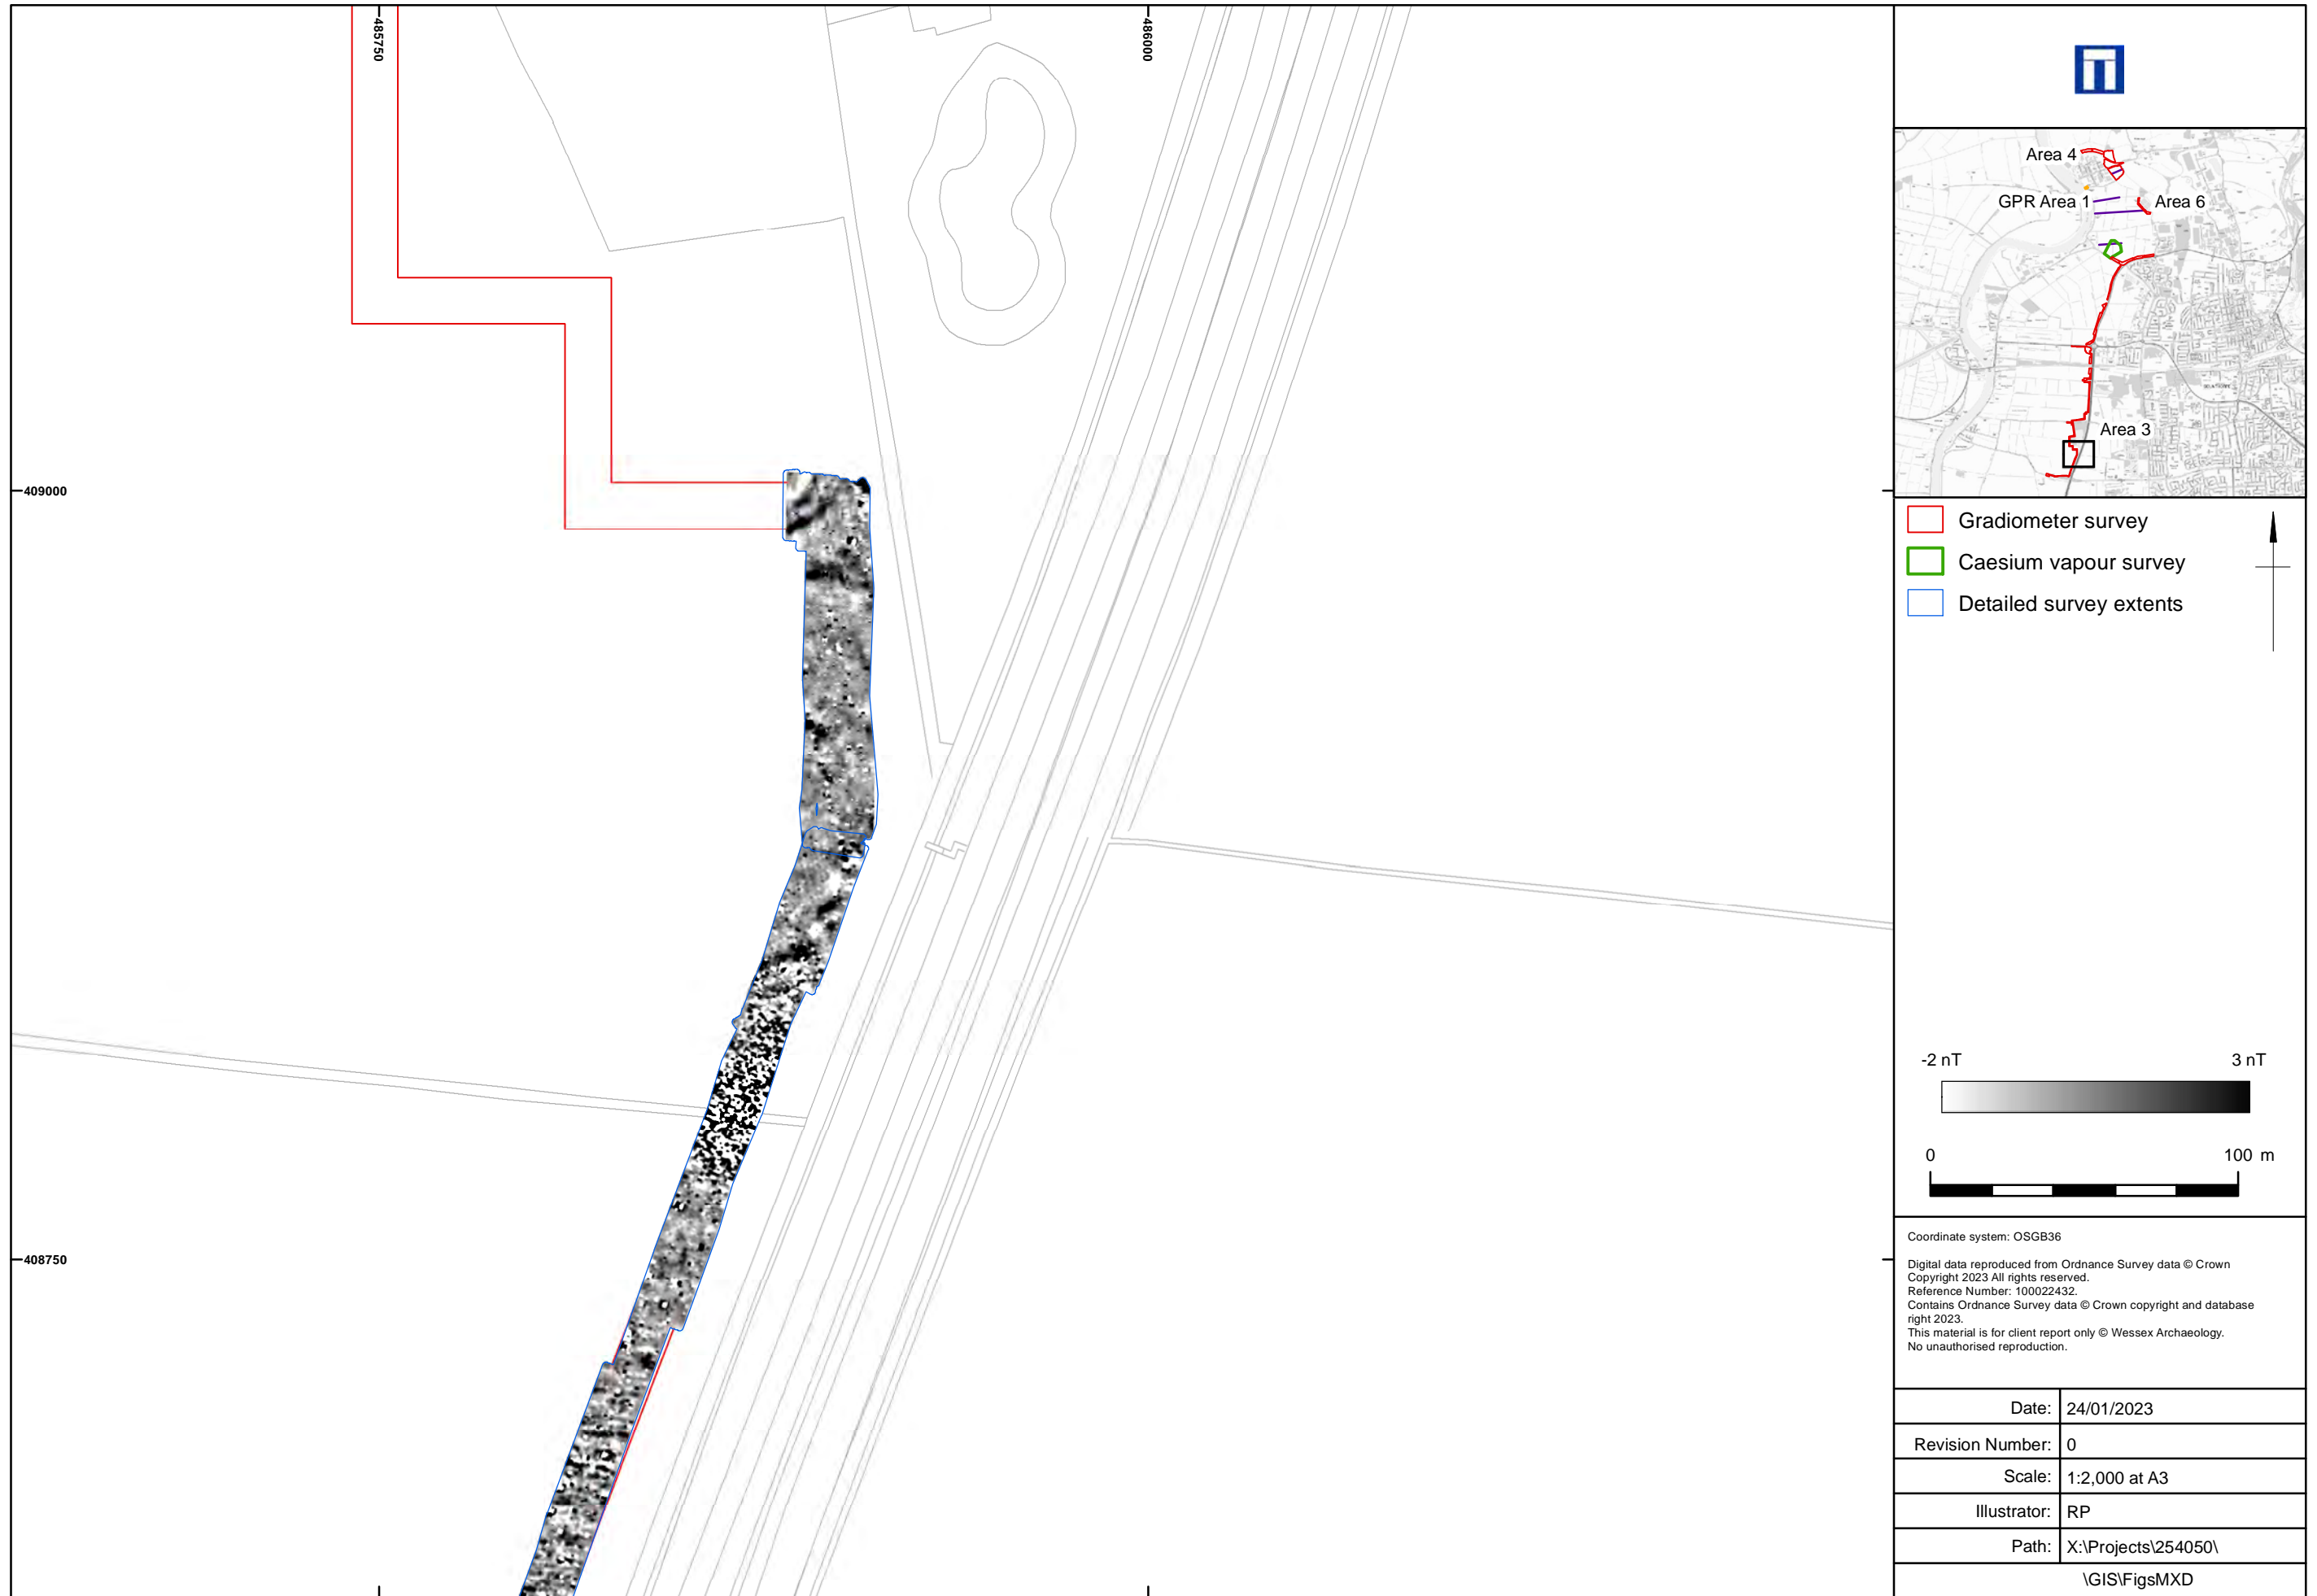 485750
486000
409000
408750
Area 4
GPR Area 1
Area 6
Area 3
Gradiometer survey
Caesium vapour survey
Detailed survey extents
-2 nT
3 nT
0
100 m
Coordinate system: OSGB36
Digital data reproduced from Ordnance Survey data © Crown
Copyright 2023 All rights reserved.
Reference Number: 100022432.
Contains Ordnance Survey data © Crown copyright and database
right 2023.
This material is for client report only © Wessex Archaeology.
No unauthorised reproduction.
Date: 24/01/2023
Revision Number: 0
Scale: 1:2,000 at A3
Illustrator: RP
Path: X:\Projects\254050\
\GIS\FigsMXD